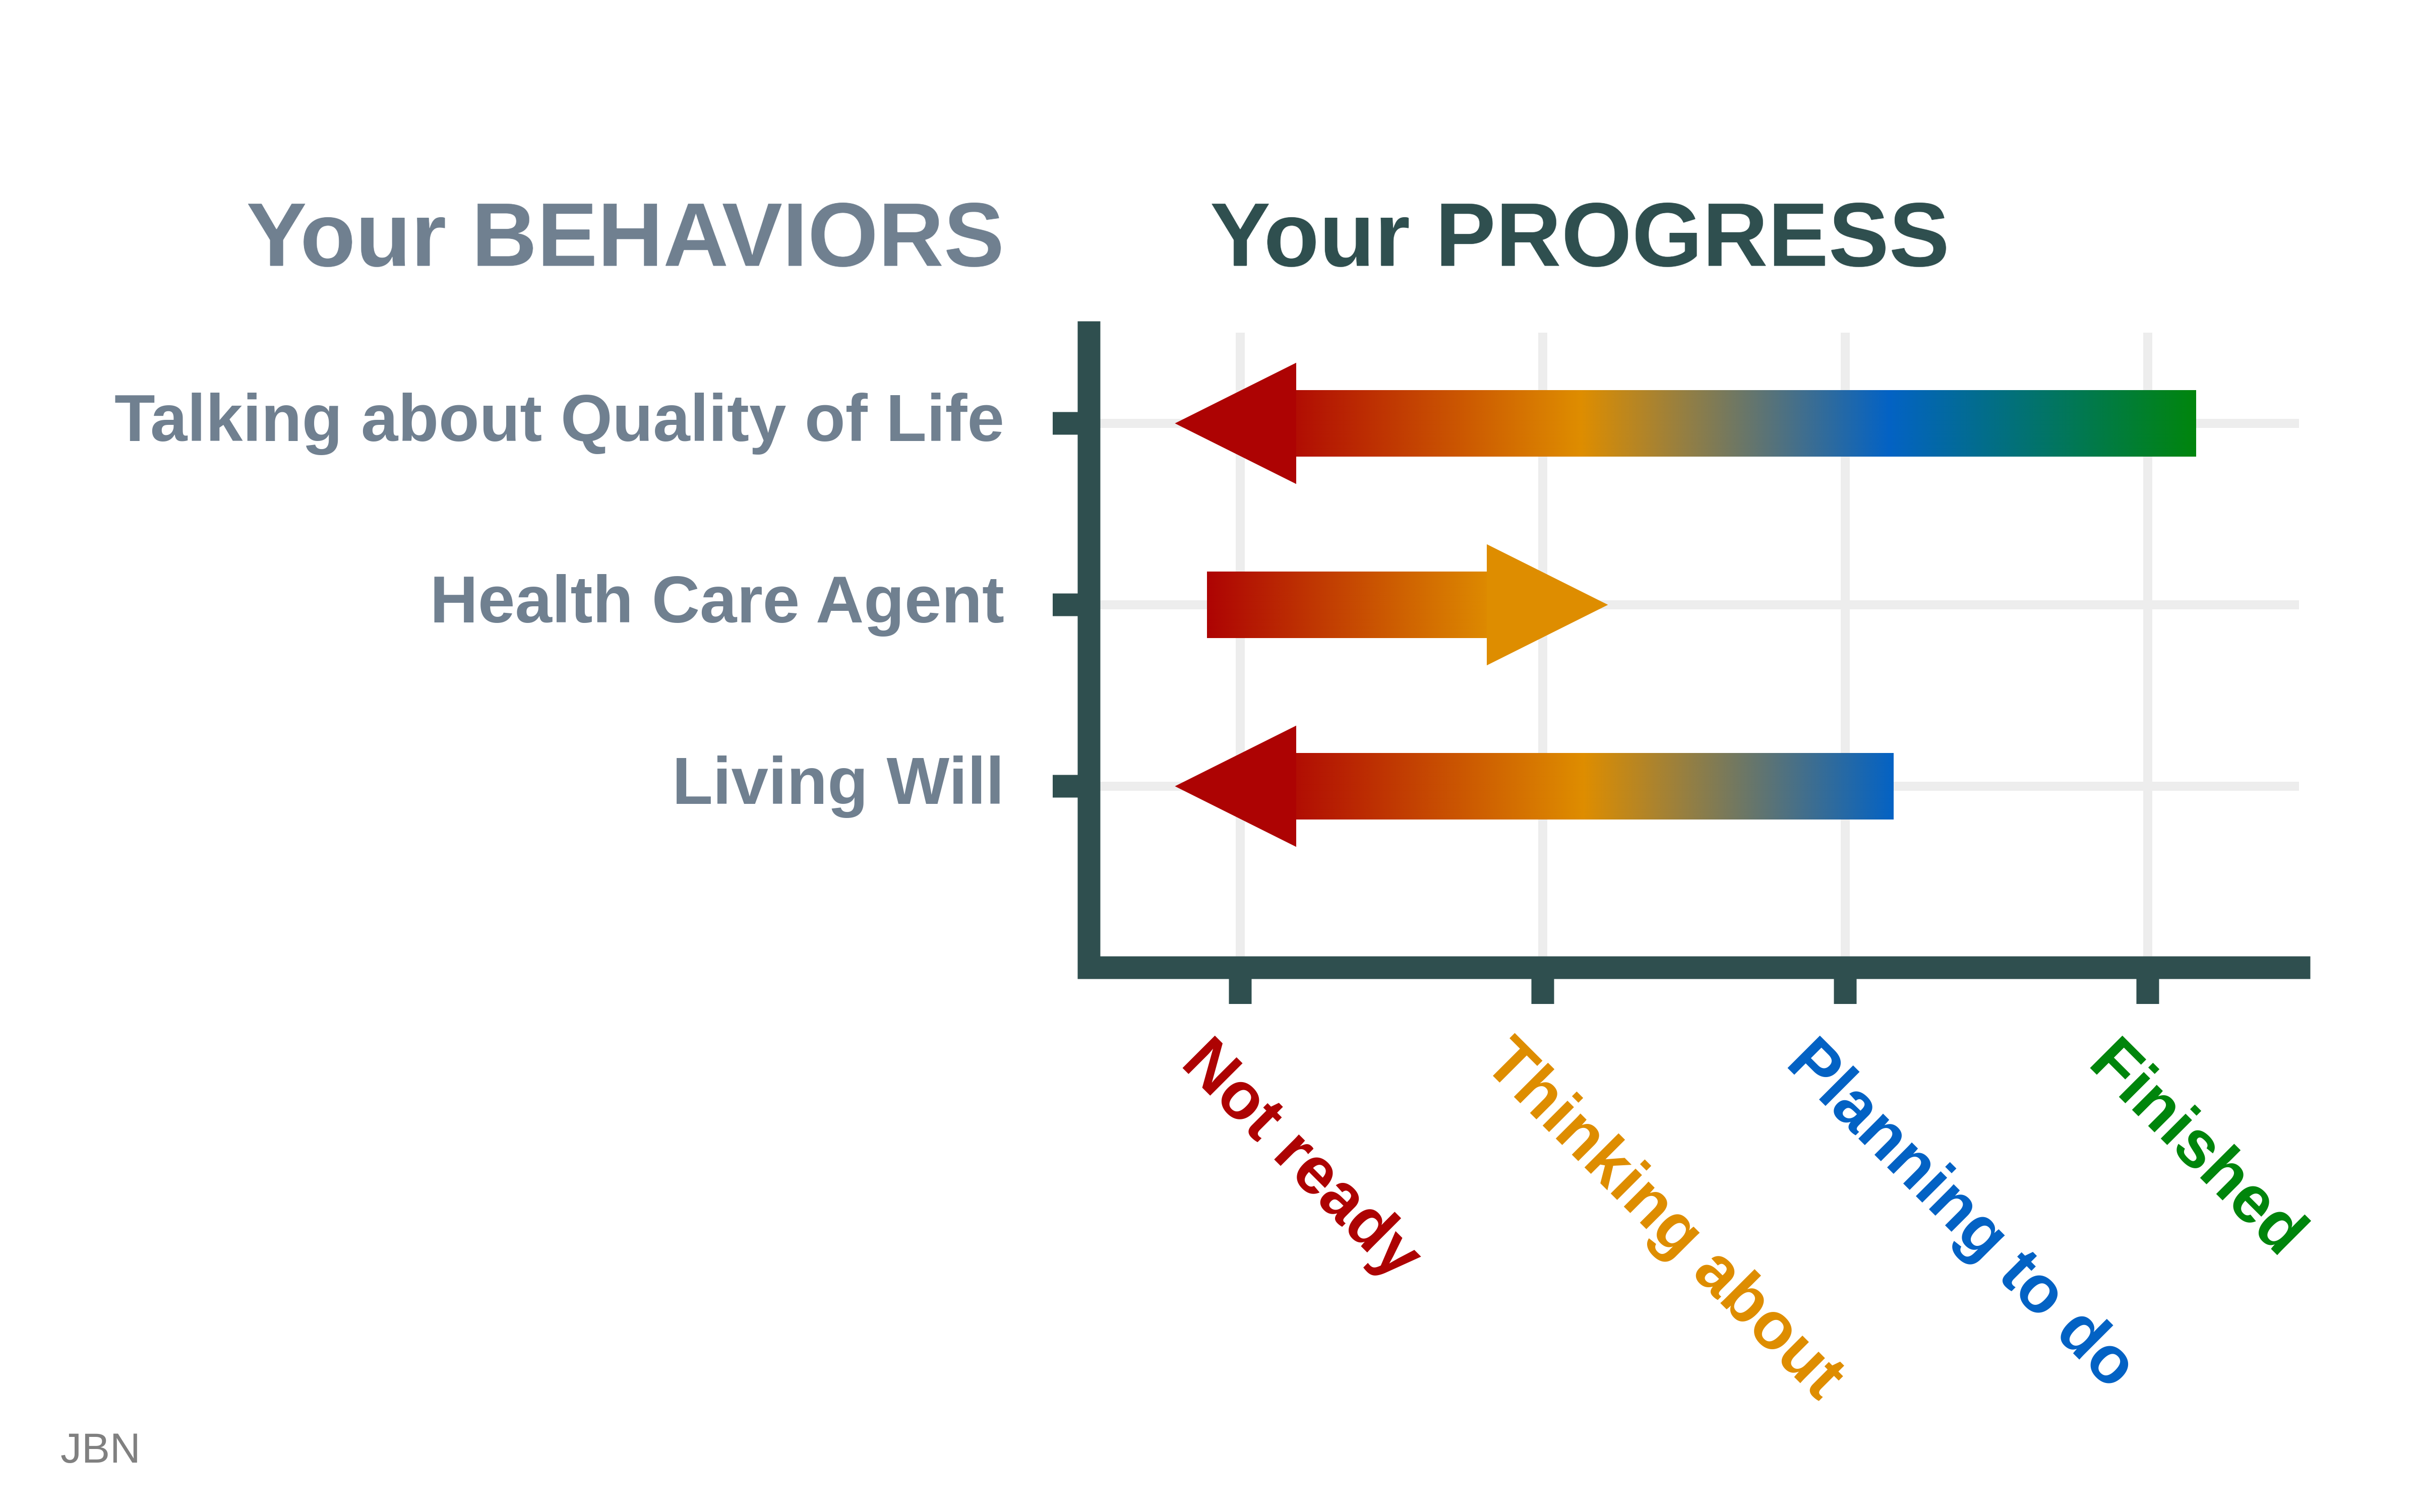 Your BEHAVIORS
Your PROGRESS
Talking about Quality of Life
Health Care Agent
Living Will
Not ready
Thinking about
Planning to do
Finished
JBN